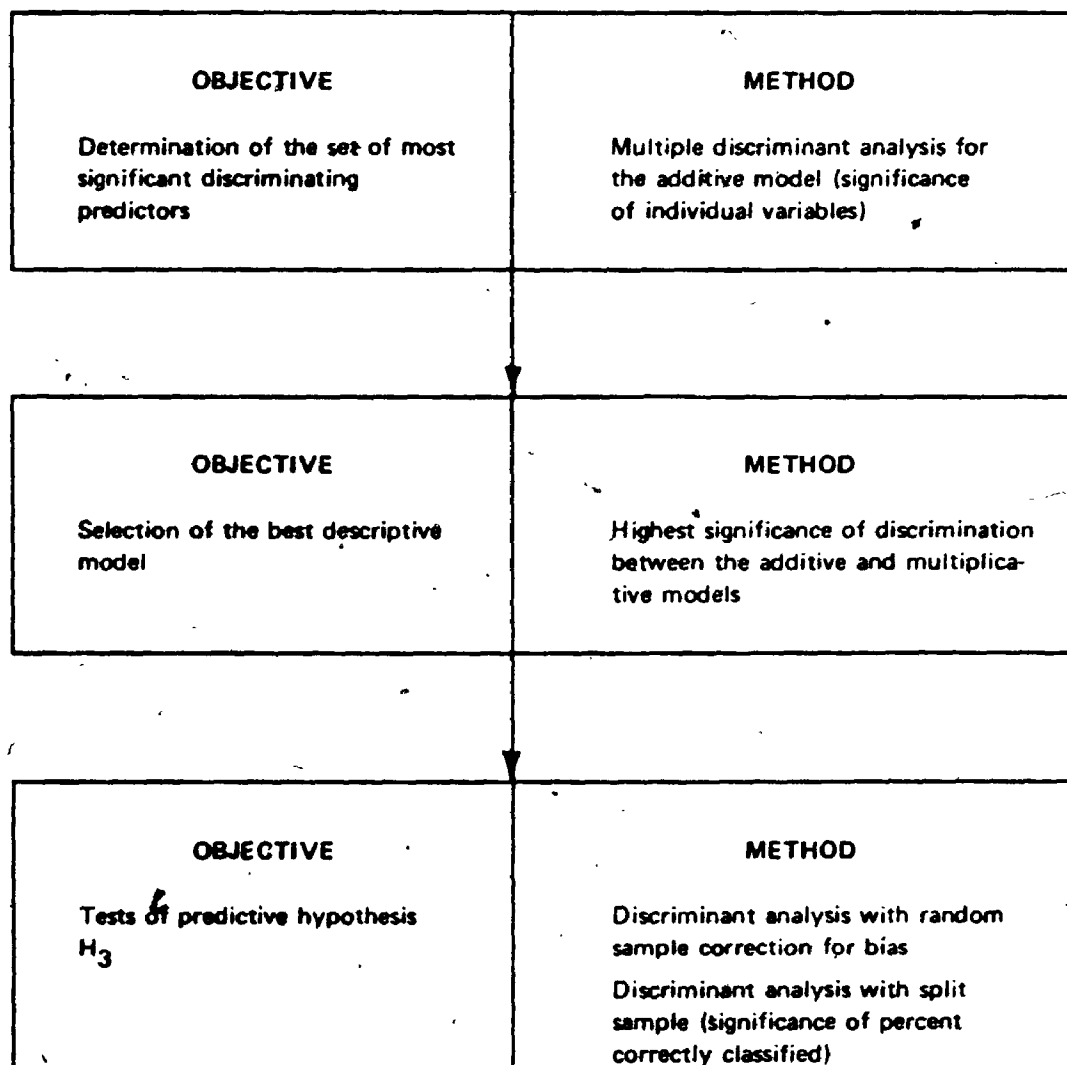 OBJECTIVE
Determination of the set of most
significant discriminating
predictors
METHOD
Multiple discriminant analysis for
the additive model (significance
of individual variables)
OBJECTIVE
Selection of the best descriptive
model
METHOD
Highest significance of discrimination
between the additive and multiplica-
tive models
OBJECTIVE
Tests of predictive hypothesis
H3
METHOD
Discriminant analysis with random
sample correction for bias
Discriminant analysis with split
sample (significance of percent
correctly classified)